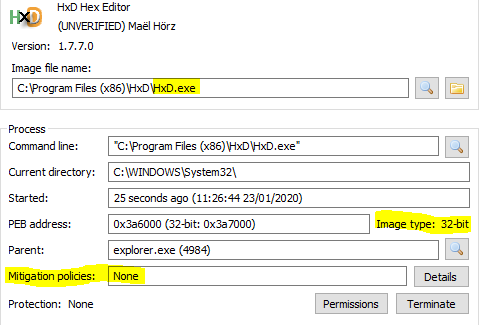 HxD
HxD Hex Editor
(UNVERIFIED) Maël Hörz
Version: 1.7.7.0
Image file name:
C:\Program Files (x86)\HxD\HxD.exe
Process
Command line: "C:\Program Files (x86)\HxD\HxD.exe"
Current directory: C:\WINDOWS\System32\
Started: 25 seconds ago (11:26:44 23/01/2020)
PEB address: 0x3a6000 (32-bit: 0x3a7000) Image type: 32-bit
Parent: explorer.exe (4984)
Mitigation policies: None Details
Protection: None Permissions Terminate